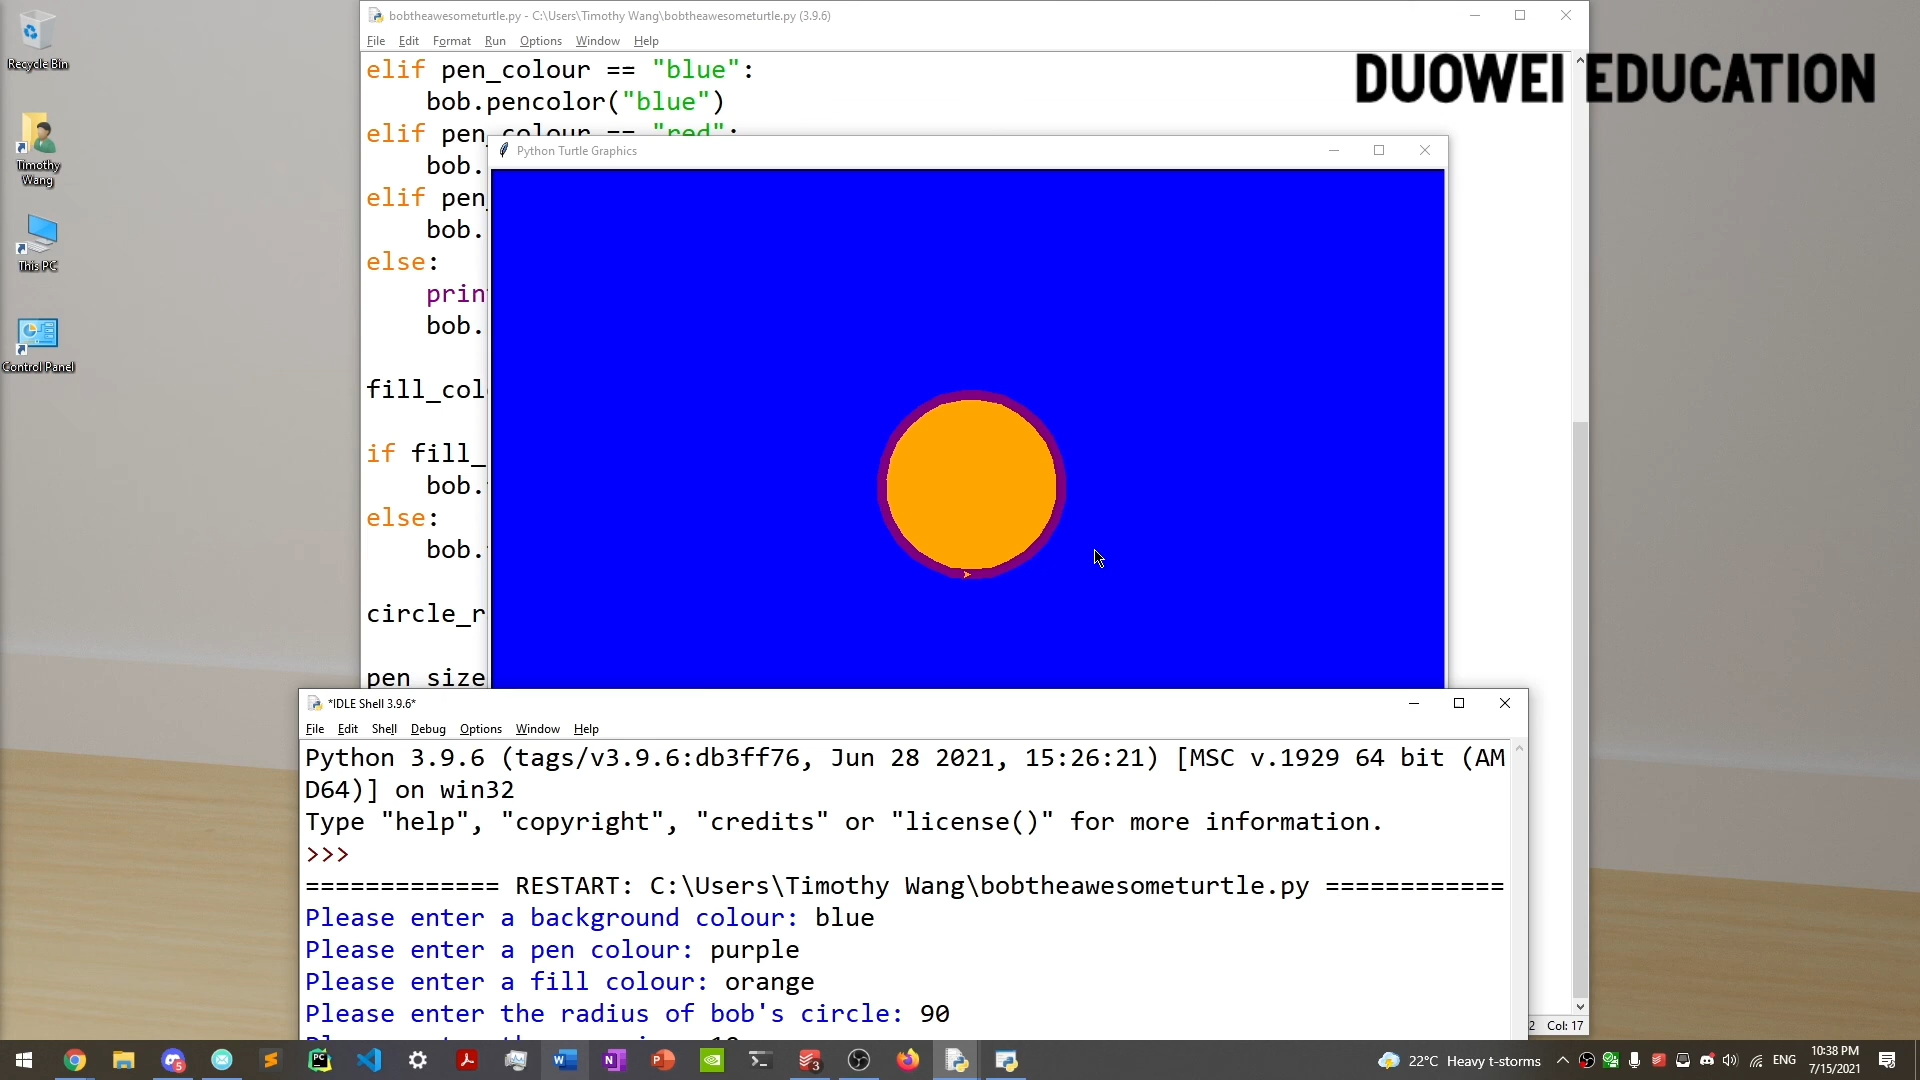 Recycle Bin
Timothy
Wang
This PC
Control Panel
bobtheawesometurtle.py - C:\Users\Timothy Wang\bobtheawesometurtle.py (3.9.6)
File Edit Format Run Options Window Help
DUOWEI EDUCATION
elif pen_colour == "blue":
bob.pencolor("blue")
elif pen_colour == "red":
bob.
elif pen_
bob.
else:
prin
bob.
fill_col
if fill_
bob.
else:
bob.
circle_r
pen size
Python Turtle Graphics
*IDLE Shell 3.9.6*
File Edit Shell Debug Options Window Help
Python 3.9.6 (tags/v3.9.6:db3ff76, Jun 28 2021, 15:26:21) [MSC v.1929 64 bit (AM
D64)] on win32
Type "help", "copyright", "credits" or "license()" for more information.
>>>
============= RESTART: C:\Users\Timothy Wang\bobtheawesometurtle.py ============
Please enter a background colour: blue
Please enter a pen colour: purple
Please enter a fill colour: orange
Please enter the radius of bob's circle: 90
2 Col: 17
22°C Heavy t-storms
ENG
10:38 PM
7/15/2021